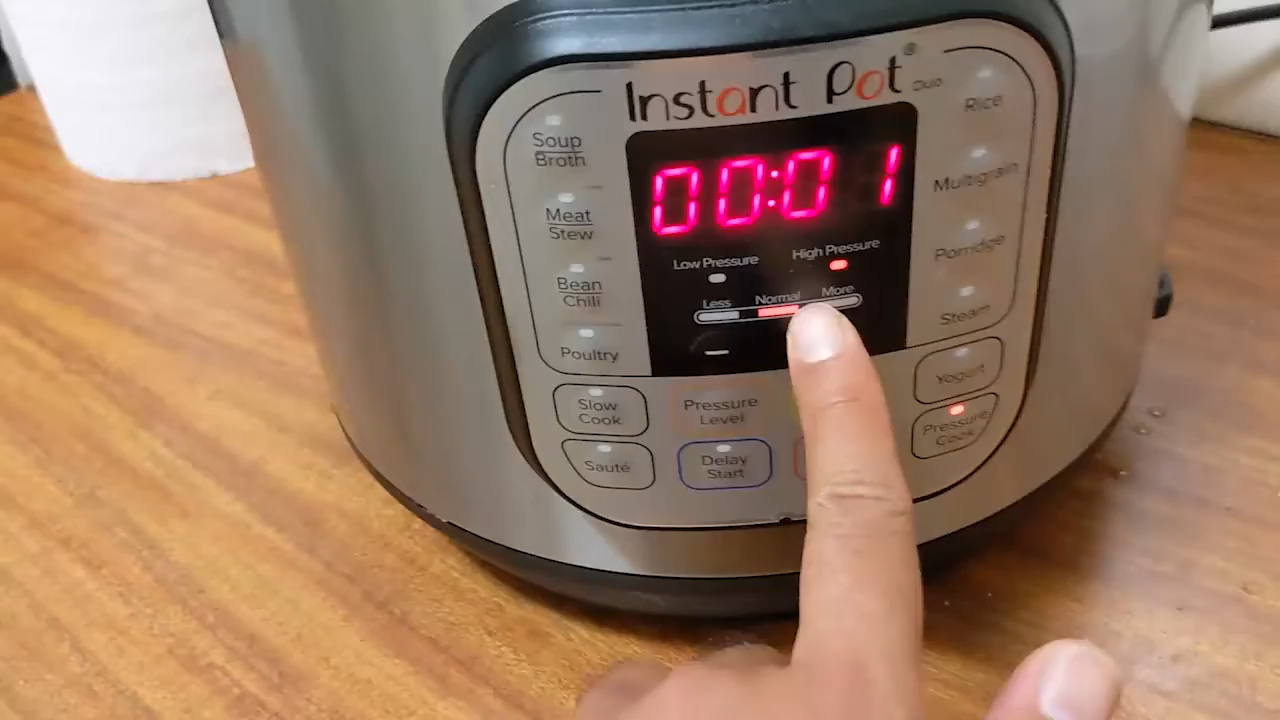 Instant Pot® Duo
00:01
Soup
Broth
Meat
Stew
Bean
Chili
Poultry
Low Pressure
High Pressure
Less
Normal
More
Rice
Multigrain
Porridge
Steam
Slow
Cook
Sauté
Pressure
Level
Delay
Start
Yogurt
Pressure
Cook